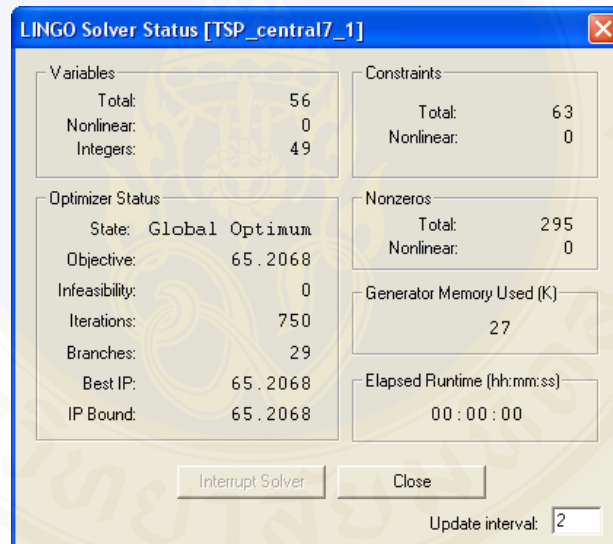 LINGO Solver Status [TSP_central7_1]
Variables
Total: 56
Nonlinear: 0
Integers: 49
Constraints
Total: 63
Nonlinear: 0
Optimizer Status
State: Global Optimum
Objective: 65.2068
Infeasibility: 0
Iterations: 750
Branches: 29
Best IP: 65.2068
IP Bound: 65.2068
Nonzeros
Total: 295
Nonlinear: 0
Generator Memory Used (K)
27
Elapsed Runtime (hh:mm:ss)
00:00:00
Interrupt Solver
Close
Update interval: 2